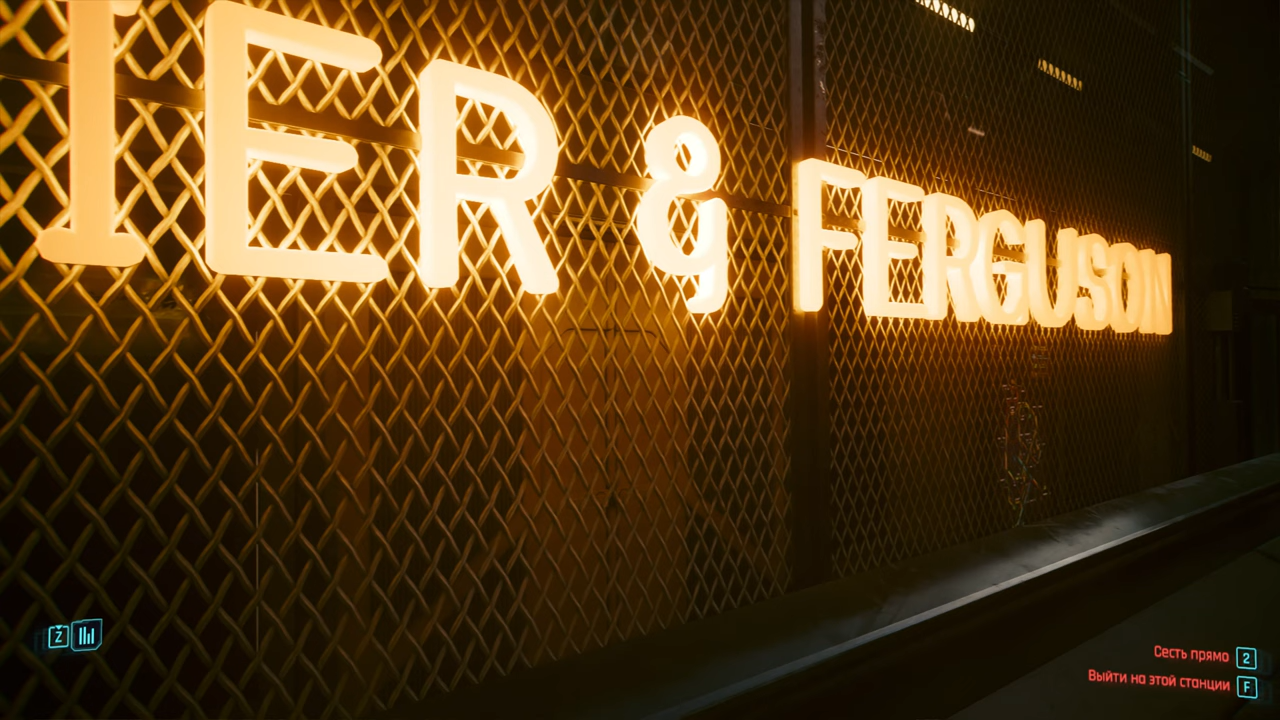 IER & FERGUSON
Z
Сесть прямо 2
Выйти на этой станции F